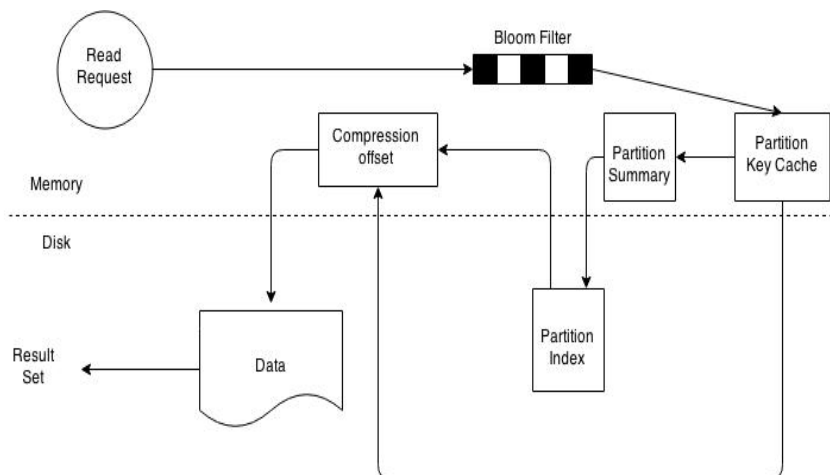 Bloom Filter
Read
Request
Compression
offset
Partition
Summary
Partition
Key Cache
Memory
Disk
Partition
Index
Result
Set
Data